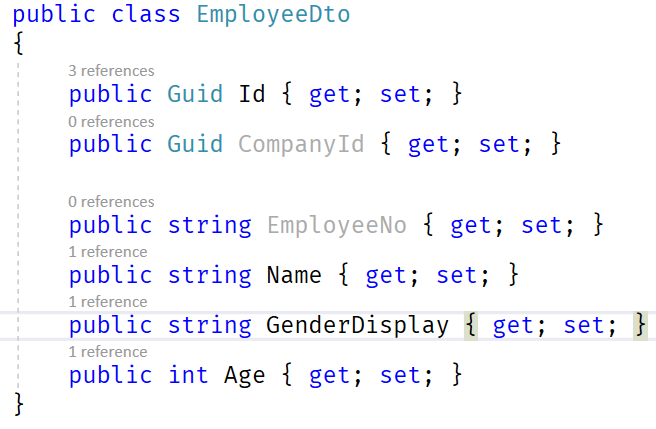 public class EmployeeDto
{
3 references
public Guid Id { get; set; }
0 references
public Guid CompanyId { get; set; }
0 references
public string EmployeeNo { get; set; }
1 reference
public string Name { get; set; }
1 reference
public string GenderDisplay { get; set; }
1 reference
public int Age { get; set; }
}